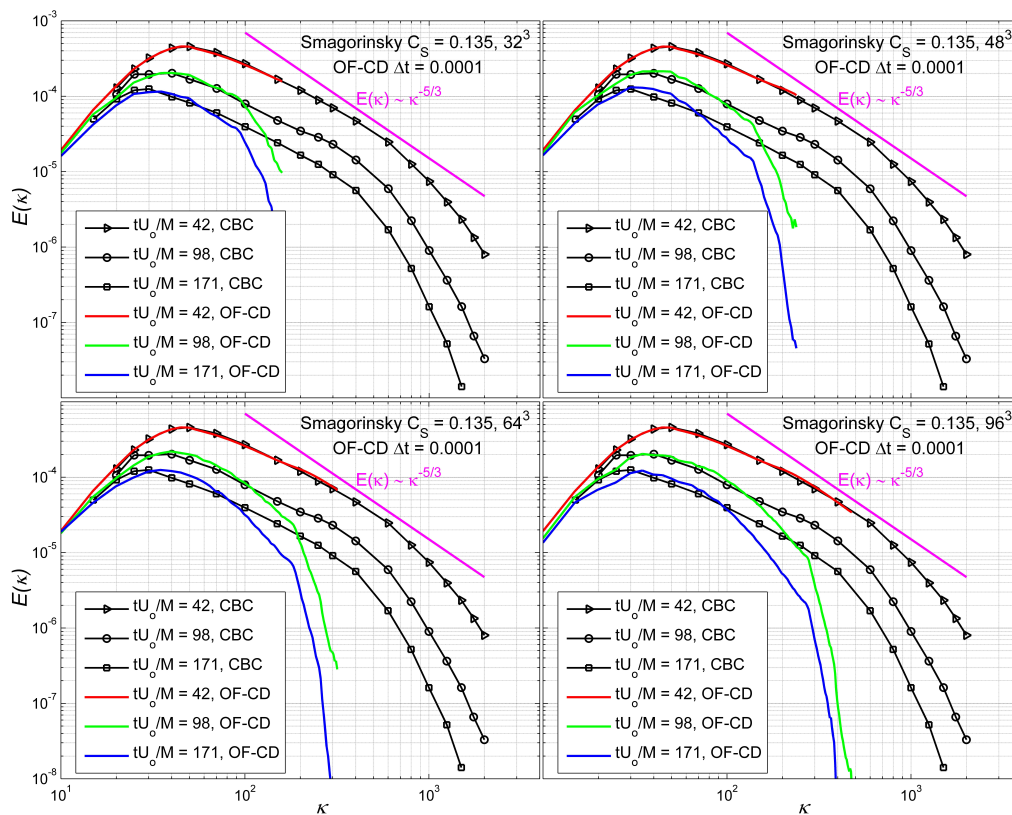 10^-3
10^-4
10^-5
10^-6
10^-7
E(κ)
Smagorinsky C_S = 0.135, 32^3
OF-CD Δt = 0.0001
E(κ) ~ κ^-5/3
tU_o/M = 42, CBC
tU_o/M = 98, CBC
tU_o/M = 171, CBC
tU_o/M = 42, OF-CD
tU_o/M = 98, OF-CD
tU_o/M = 171, OF-CD
Smagorinsky C_S = 0.135, 48^3
OF-CD Δt = 0.0001
E(κ) ~ κ^-5/3
tU_o/M = 42, CBC
tU_o/M = 98, CBC
tU_o/M = 171, CBC
tU_o/M = 42, OF-CD
tU_o/M = 98, OF-CD
tU_o/M = 171, OF-CD
10^-4
10^-5
10^-6
10^-7
10^-8
E(κ)
Smagorinsky C_S = 0.135, 64^3
OF-CD Δt = 0.0001
E(κ) ~ κ^-5/3
tU_o/M = 42, CBC
tU_o/M = 98, CBC
tU_o/M = 171, CBC
tU_o/M = 42, OF-CD
tU_o/M = 98, OF-CD
tU_o/M = 171, OF-CD
10^1
10^2
10^3
κ
Smagorinsky C_S = 0.135, 96^3
OF-CD Δt = 0.0001
E(κ) ~ κ^-5/3
tU_o/M = 42, CBC
tU_o/M = 98, CBC
tU_o/M = 171, CBC
tU_o/M = 42, OF-CD
tU_o/M = 98, OF-CD
tU_o/M = 171, OF-CD
10^2
10^3
κ